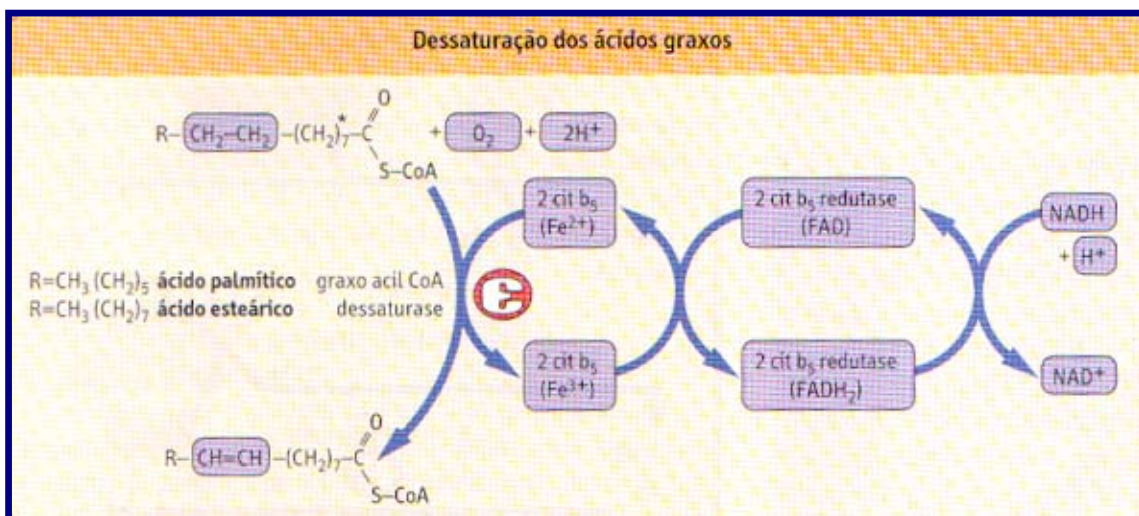 Dessaturação dos ácidos graxos
R–CH₂–CH₂–(CH₂)₇*–C
O
S–CoA
+ O₂ + 2H⁺
2 cit b₅
(Fe²⁺)
2 cit b₅ redutase
(FAD)
NADH
+ H⁺
R=CH₃(CH₂)₅ ácido palmítico
R=CH₃(CH₂)₇ ácido esteárico
graxo acil CoA
dessaturase
E
2 cit b₅
(Fe³⁺)
2 cit b₅ redutase
(FADH₂)
NAD⁺
R–CH=CH–(CH₂)₇–C
O
S–CoA